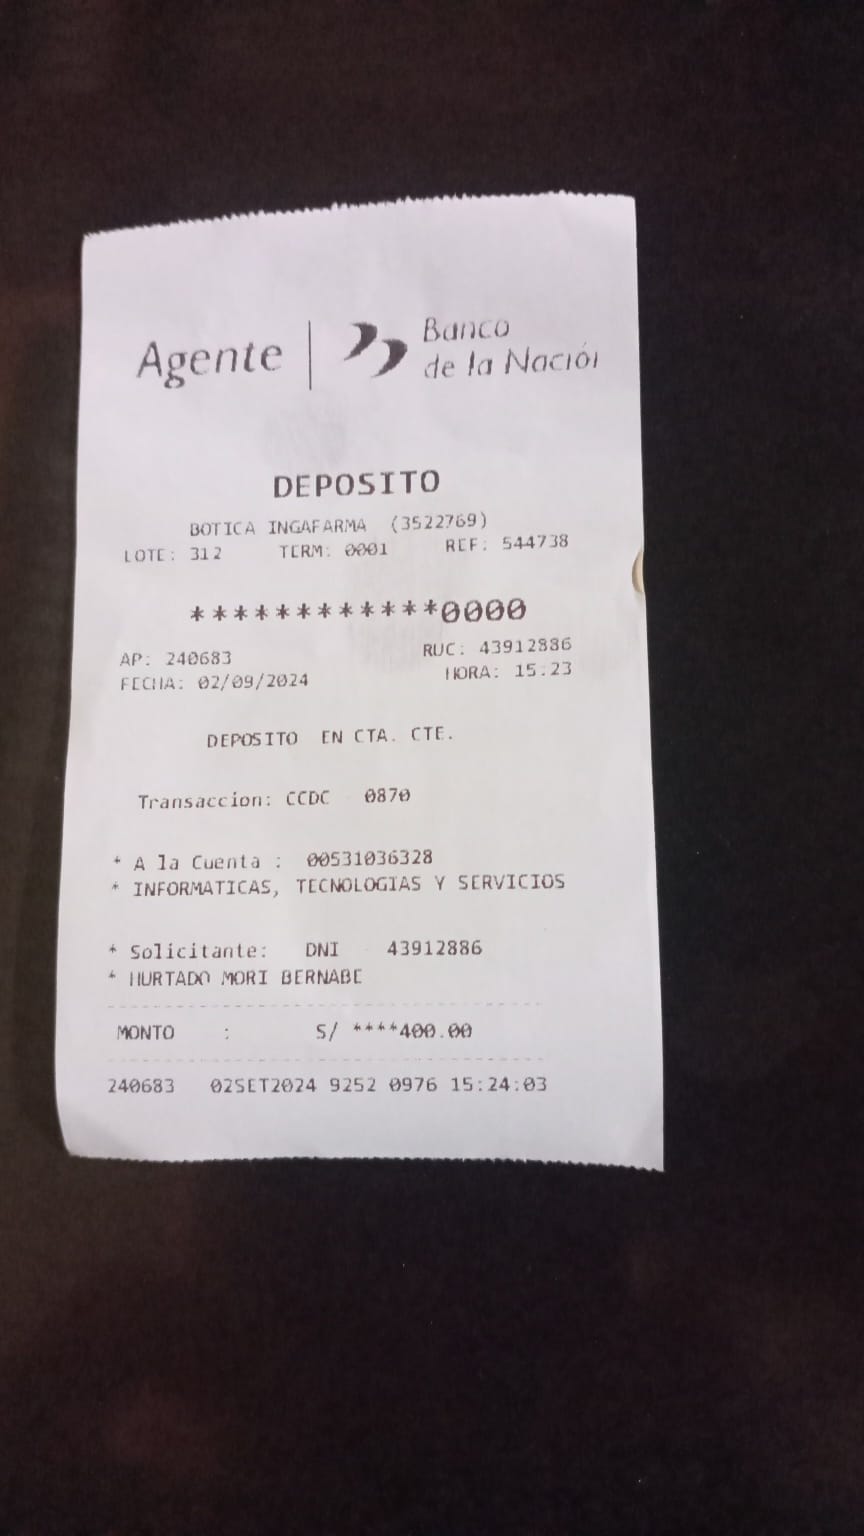 Agente
Banco
de la Nación
DEPOSITO
BOTICA INGAFARMA (3522769)
LOTE: 312 TERM: 0001 REF: 544738
************0000
AP: 240683 RUC: 43912886
FECHA: 02/09/2024 HORA: 15:23
DEPOSITO EN CTA. CTE.
Transaccion: CCDC 0870
* A la Cuenta : 00531036328
* INFORMATICAS, TECNOLOGIAS Y SERVICIOS
* Solicitante: DNI 43912886
* HURTADO MORI BERNABE
MONTO : S/ ****400.00
240683 02SET2024 9252 0976 15:24:03